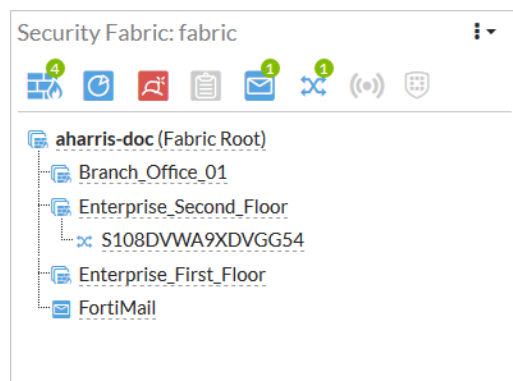 Security Fabric: fabric
4 1 1
aharris-doc (Fabric Root)
Branch_Office_01
Enterprise_Second_Floor
S108DVWA9XDVGG54
Enterprise_First_Floor
FortiMail